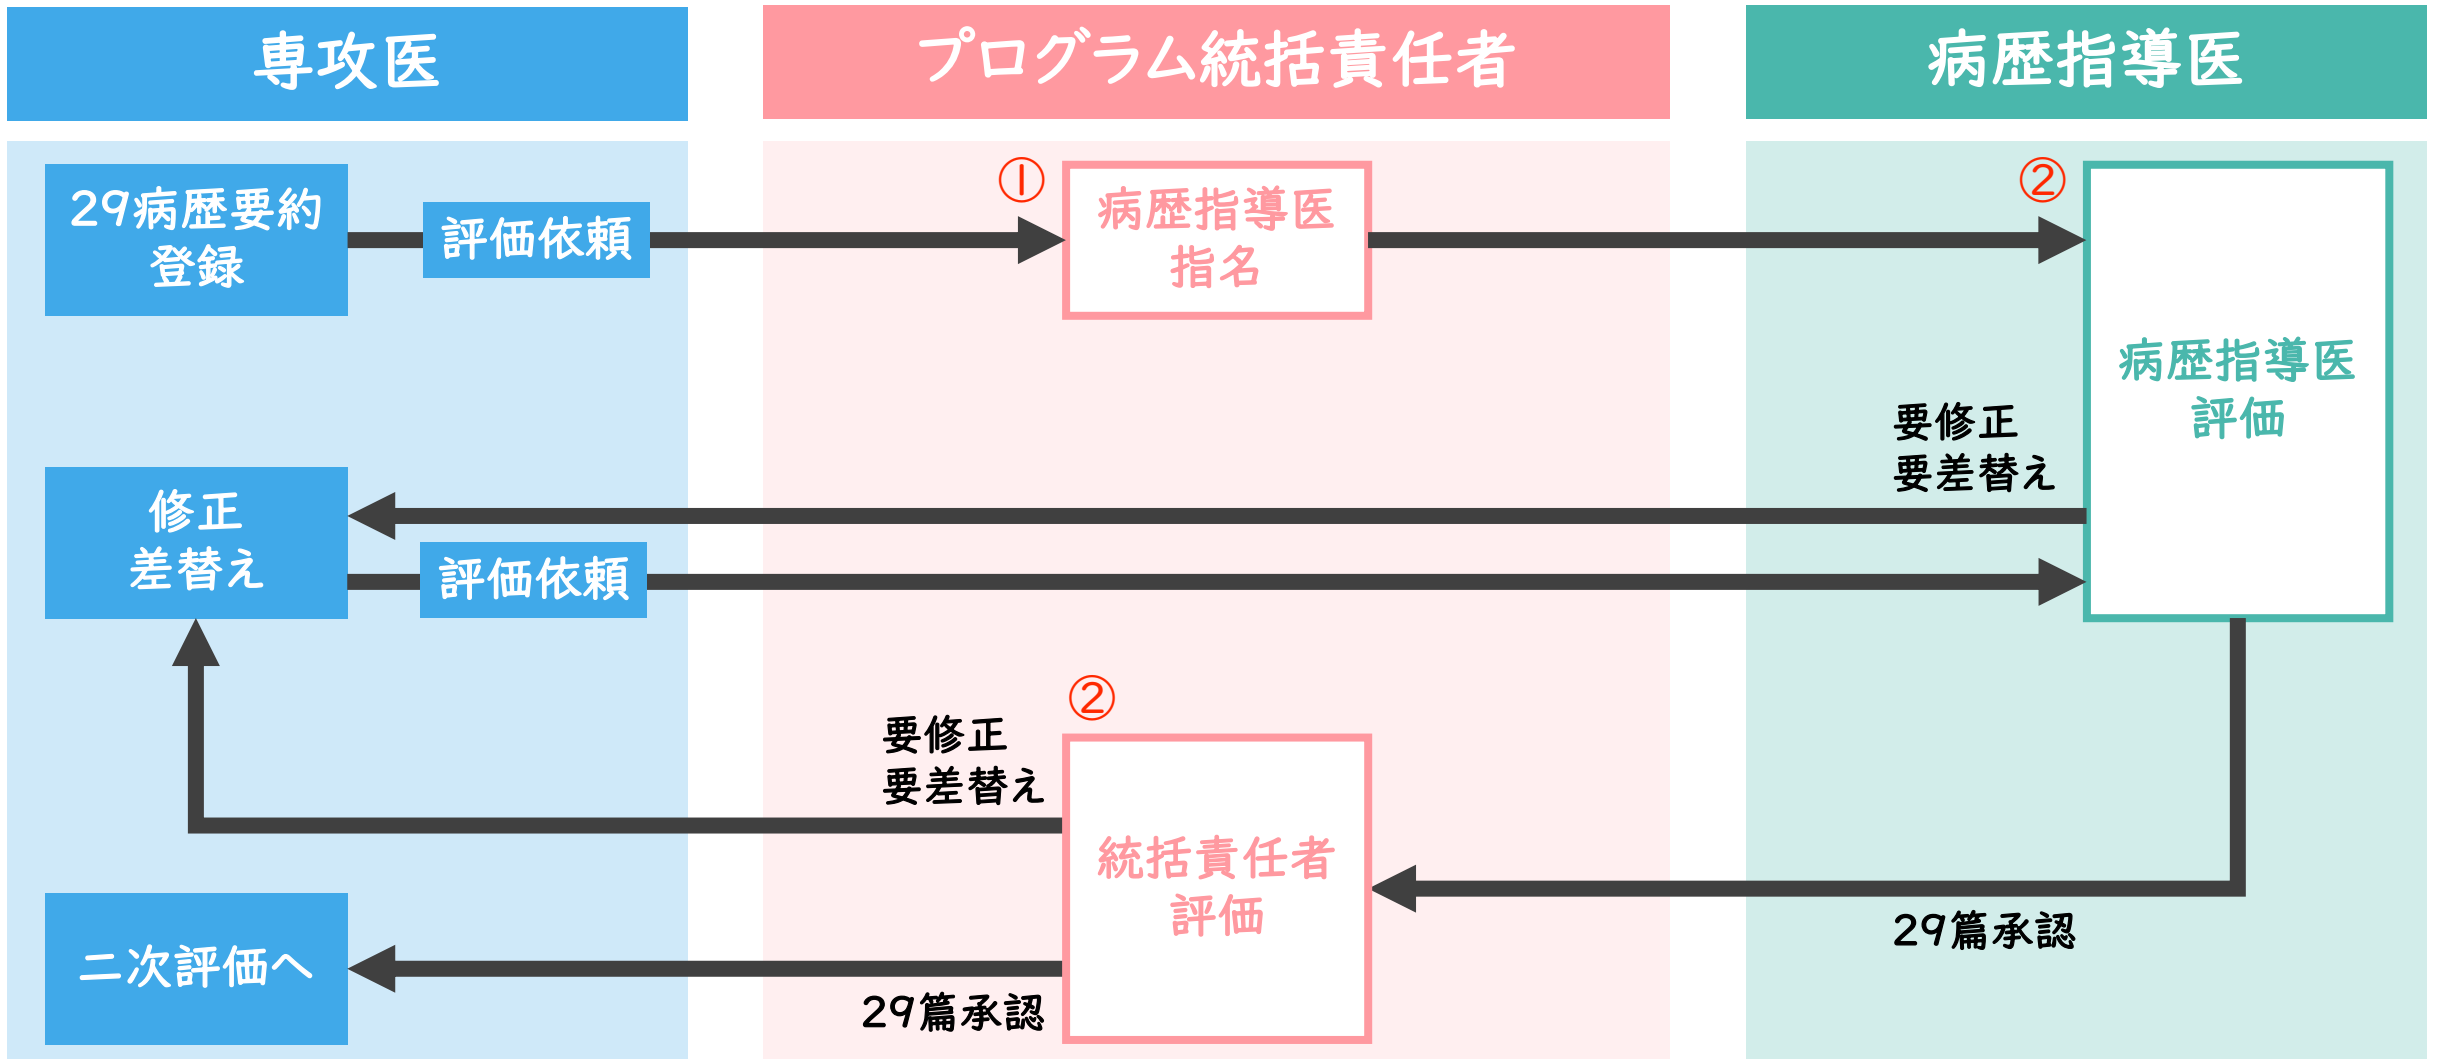 専攻医
プログラム統括責任者
病歴指導医
29病歴要約
登録
評価依頼
①
病歴指導医
指名
②
病歴指導医
評価
要修正
要差替え
修正
差替え
評価依頼
②
要修正
要差替え
統括責任者
評価
29篇承認
二次評価へ
29篇承認